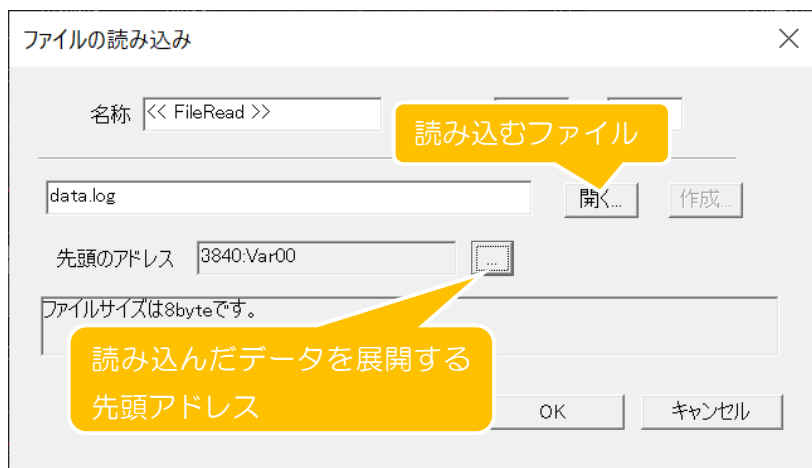 ファイルの読み込み
名称 << FileRead >>
読み込むファイル
data.log 開く... 作成...
先頭のアドレス 3840:Var00 ...
ファイルサイズは8byteです。
読み込んだデータを展開する
先頭アドレス
OK キャンセル